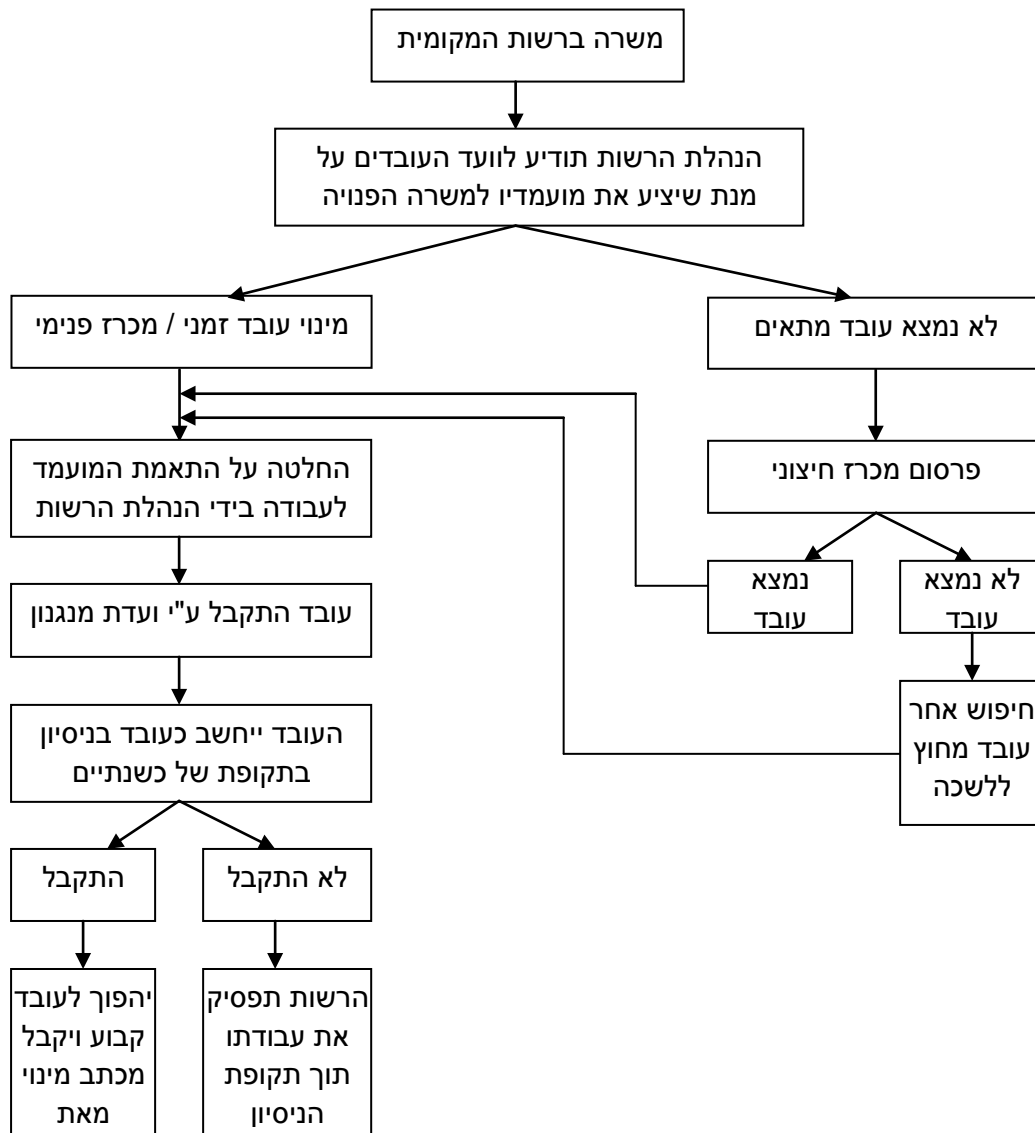 משרה ברשות המקומית
הנהלת הרשות תודיע לוועד העובדים על
מנת שיציע את מועמדיו למשרה הפנויה
לא נמצא עובד מתאים
מינוי עובד זמני / מכרז פנימי
פרסום מכרז חיצוני
החלטה על התאמת המועמד
לעבודה בידי הנהלת הרשות
לא נמצא
עובד
נמצא
עובד
עובד התקבל ע"י ועדת מנגנון
חיפוש אחר
עובד מחוץ
ללשכה
העובד ייחשב כעובד בניסיון
בתקופת של כשנתיים
לא התקבל
התקבל
הרשות תפסיק
את עבודתו
תוך תקופת
הניסיון
יהפוך לעובד
קבוע ויקבל
מכתב מינוי
מאת